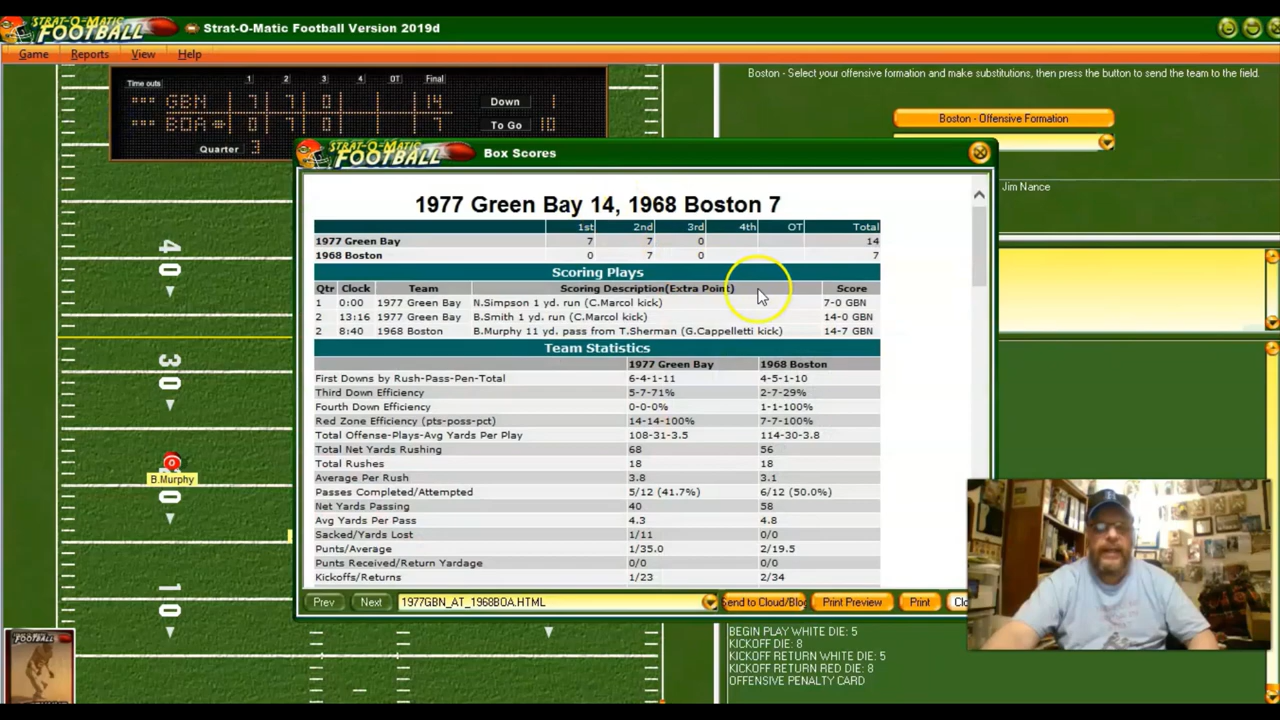 STRAT-O-MATIC FOOTBALL Strat-O-Matic Football Version 2019d
Game Reports View Help
Boston - Select your offensive formation and make substitutions, then press the button to send the team to the field.
Time outs 1 2 3 4 OT Final
*** GBN 7 7 0 14 Down 1
*** BOA 0 7 0 7 To Go 10
Quarter 3
Boston - Offensive Formation
Jim Nance
STRAT-O-MATIC FOOTBALL Box Scores
1977 Green Bay 14, 1968 Boston 7
1st 2nd 3rd 4th OT Total
1977 Green Bay 7 7 0 14
1968 Boston 0 7 0 7
Scoring Plays
Qtr Clock Team Scoring Description(Extra Point) Score
1 0:00 1977 Green Bay N.Simpson 1 yd. run (C.Marcol kick) 7-0 GBN
2 13:16 1977 Green Bay B.Smith 1 yd. run (C.Marcol kick) 14-0 GBN
2 8:40 1968 Boston B.Murphy 11 yd. pass from T.Sherman (G.Cappelletti kick) 14-7 GBN
Team Statistics
1977 Green Bay 1968 Boston
First Downs by Rush-Pass-Pen-Total 6-4-1-11 4-5-1-10
Third Down Efficiency 5-7-71% 2-7-29%
Fourth Down Efficiency 0-0-0% 1-1-100%
Red Zone Efficiency (pts-poss-pct) 14-14-100% 7-7-100%
Total Offense-Plays-Avg Yards Per Play 108-31-3.5 114-30-3.8
Total Net Yards Rushing 68 56
Total Rushes 18 18
Average Per Rush 3.8 3.1
Passes Completed/Attempted 5/12 (41.7%) 6/12 (50.0%)
Net Yards Passing 40 58
Avg Yards Per Pass 4.3 4.8
Sacked/Yards Lost 1/11 0/0
Punts/Average 1/35.0 2/19.5
Punts Received/Return Yardage 0/0 0/0
Kickoffs/Returns 1/23 2/34
Prev Next 1977GBN_AT_1968BOA.HTML Send to Cloud/Blog Print Preview Print Clo
40
30
O
B.Murphy
0
10
FOOTBALL
BEGIN PLAY WHITE DIE: 5
KICKOFF DIE: 8
KICKOFF RETURN WHITE DIE: 5
KICKOFF RETURN RED DIE: 8
OFFENSIVE PENALTY CARD